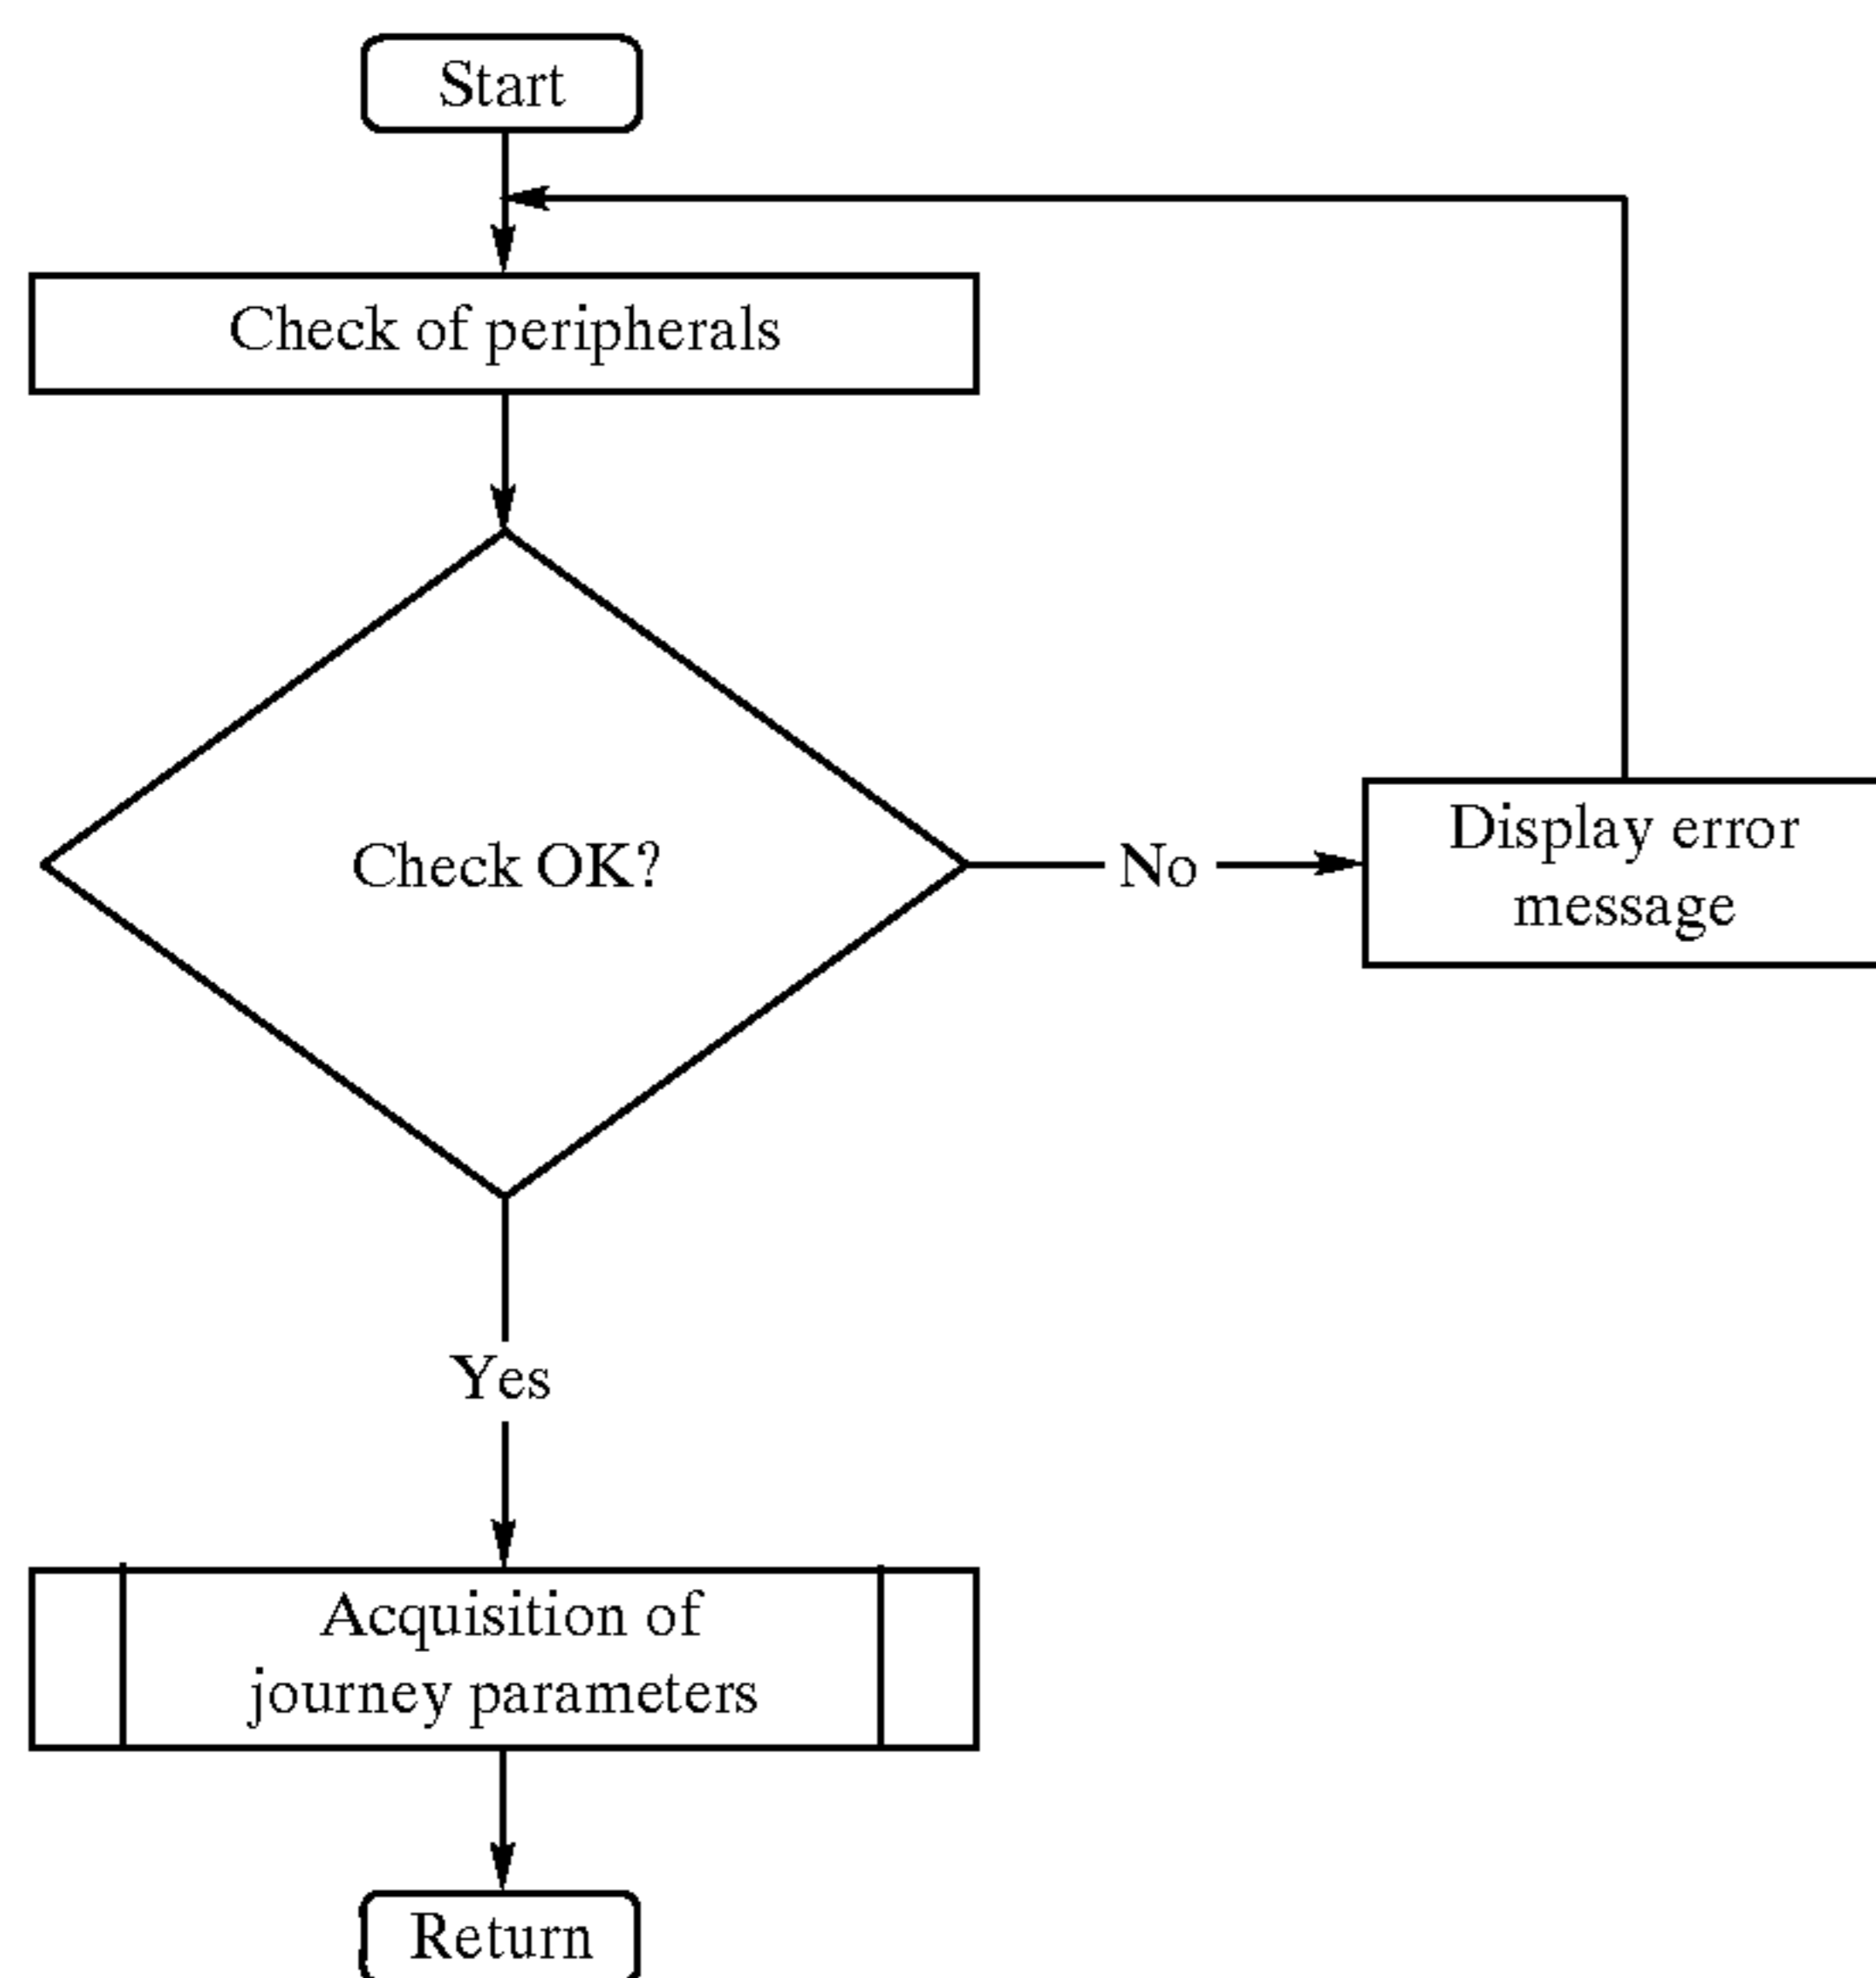 Start
Check of peripherals
Check OK?
No
Display error
message
Yes
Acquisition of
journey parameters
Return